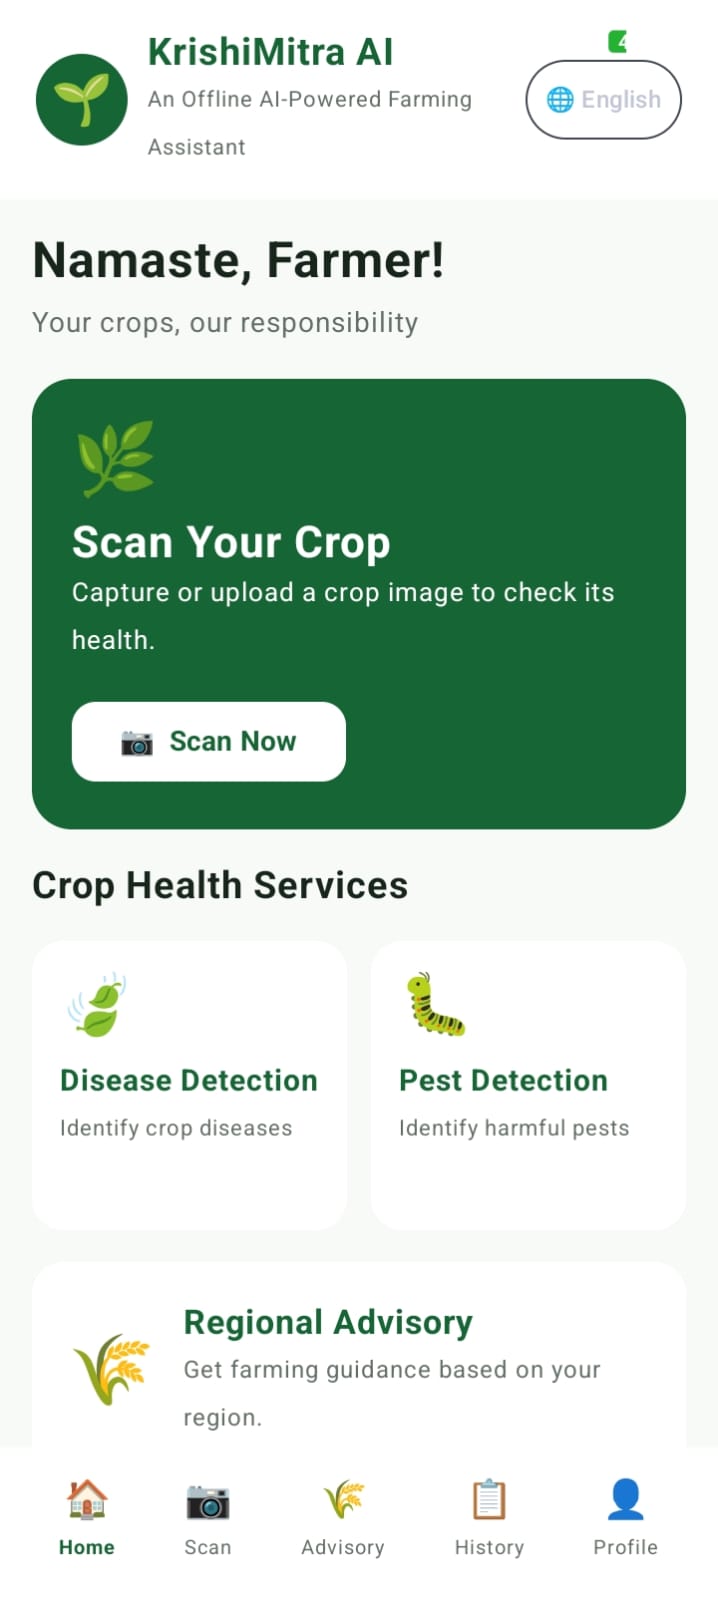 KrishiMitra AI
An Offline AI-Powered Farming
Assistant
English
Namaste, Farmer!
Your crops, our responsibility
Scan Your Crop
Capture or upload a crop image to check its
health.
Scan Now
Crop Health Services
Disease Detection
Identify crop diseases
Pest Detection
Identify harmful pests
Regional Advisory
Get farming guidance based on your
region.
Home
Scan
Advisory
History
Profile